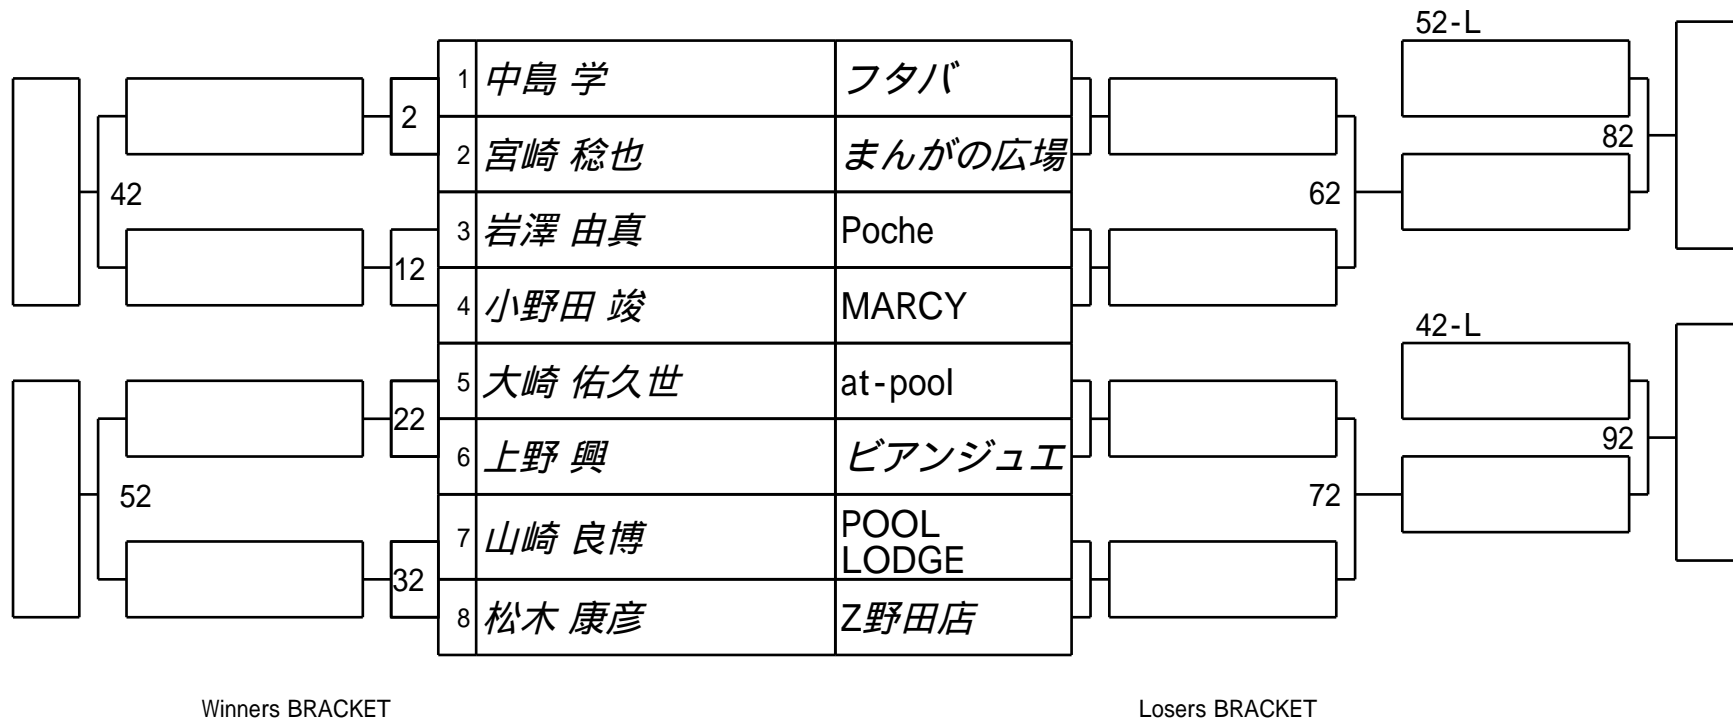 52-L
1 中島 学 フタバ
2
82
2 宮崎 稔也 まんがの広場
42
62
3 岩澤 由真 Poche
12
4 小野田 竣 MARCY
42-L
5 大崎 佑久世 at-pool
22
92
6 上野 興 ビアンジュエ
52
72
7 山崎 良博 POOL
LODGE
32
8 松木 康彦 Z野田店
Winners BRACKET
Losers BRACKET